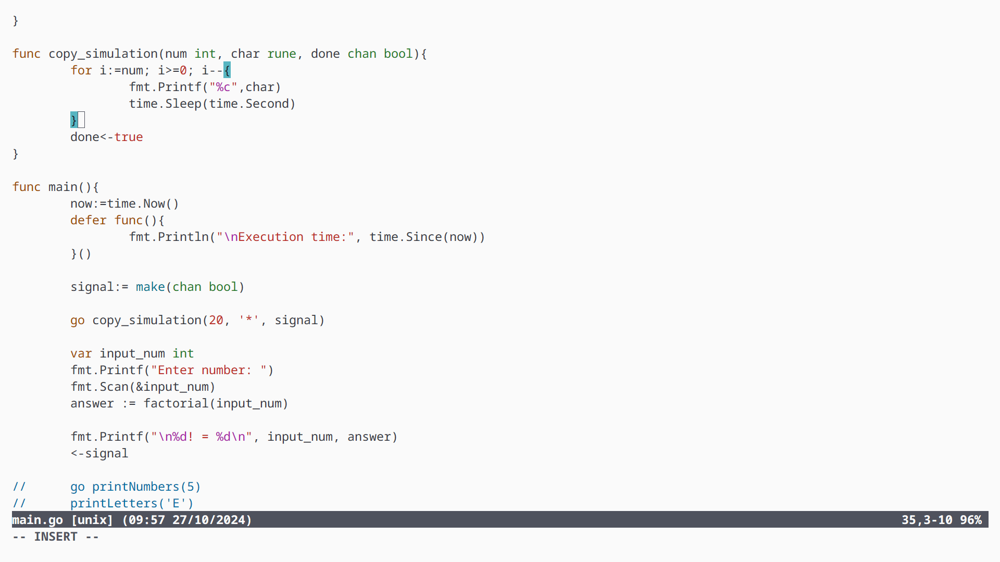 }

func copy_simulation(num int, char rune, done chan bool){
        for i:=num; i>=0; i--{
                fmt.Printf("%c",char)
                time.Sleep(time.Second)
        }
        done<-true
}

func main(){
        now:=time.Now()
        defer func(){
                fmt.Println("\nExecution time:", time.Since(now))
        }()

        signal:= make(chan bool)

        go copy_simulation(20, '*', signal)

        var input_num int
        fmt.Printf("Enter number: ")
        fmt.Scan(&input_num)
        answer := factorial(input_num)

        fmt.Printf("\n%d! = %d\n", input_num, answer)
        <-signal

//      go printNumbers(5)
//      printLetters('E')
main.go [unix] (09:57 27/10/2024) 35,3-10 96%
-- INSERT --